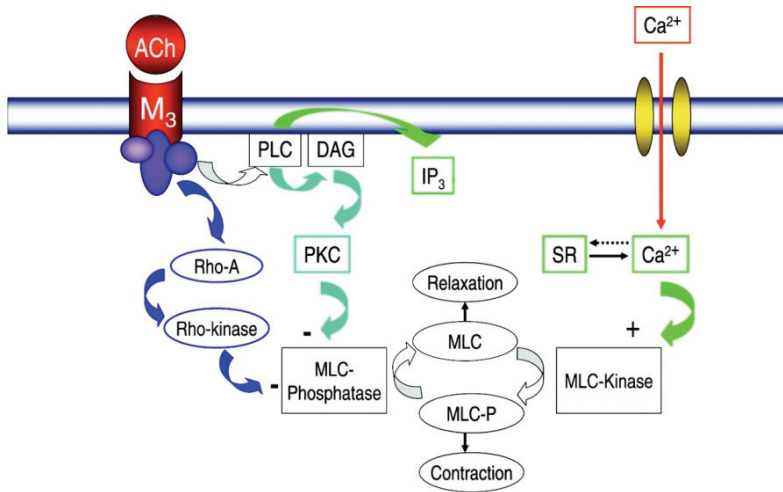 ACh
Ca²⁺
M₃
PLC
DAG
IP₃
Rho-A
PKC
SR
Ca²⁺
Relaxation
Rho-kinase
-
MLC
+
MLC-
Phosphatase
-
MLC-Kinase
MLC-P
Contraction